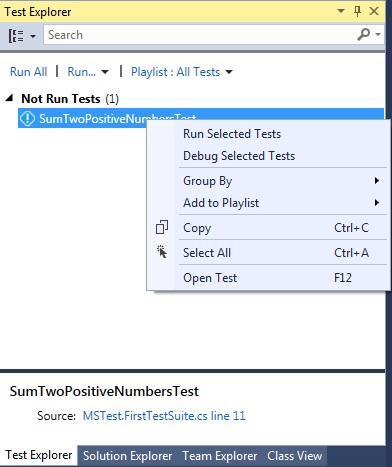 Test Explorer
Search
Run All | Run... | Playlist : All Tests
Not Run Tests (1)
SumTwoPositiveNumbersTest
Run Selected Tests
Debug Selected Tests
Group By
Add to Playlist
Copy Ctrl+C
Select All Ctrl+A
Open Test F12
SumTwoPositiveNumbersTest
Source: MSTest.FirstTestSuite.cs line 11
Test Explorer Solution Explorer Team Explorer Class View